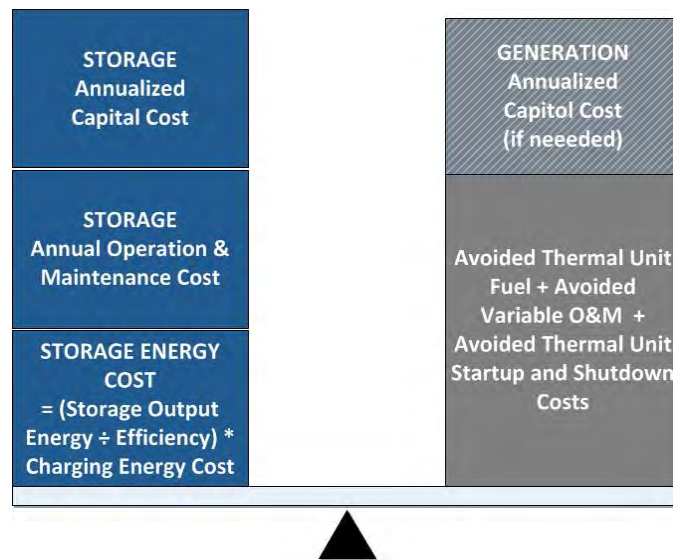 STORAGE
Annualized
Capital Cost
STORAGE
Annual Operation &
Maintenance Cost
STORAGE ENERGY
COST
= (Storage Output
Energy ÷ Efficiency) *
Charging Energy Cost
GENERATION
Annualized
Capitol Cost
(if neeeded)
Avoided Thermal Unit
Fuel + Avoided
Variable O&M +
Avoided Thermal Unit
Startup and Shutdown
Costs